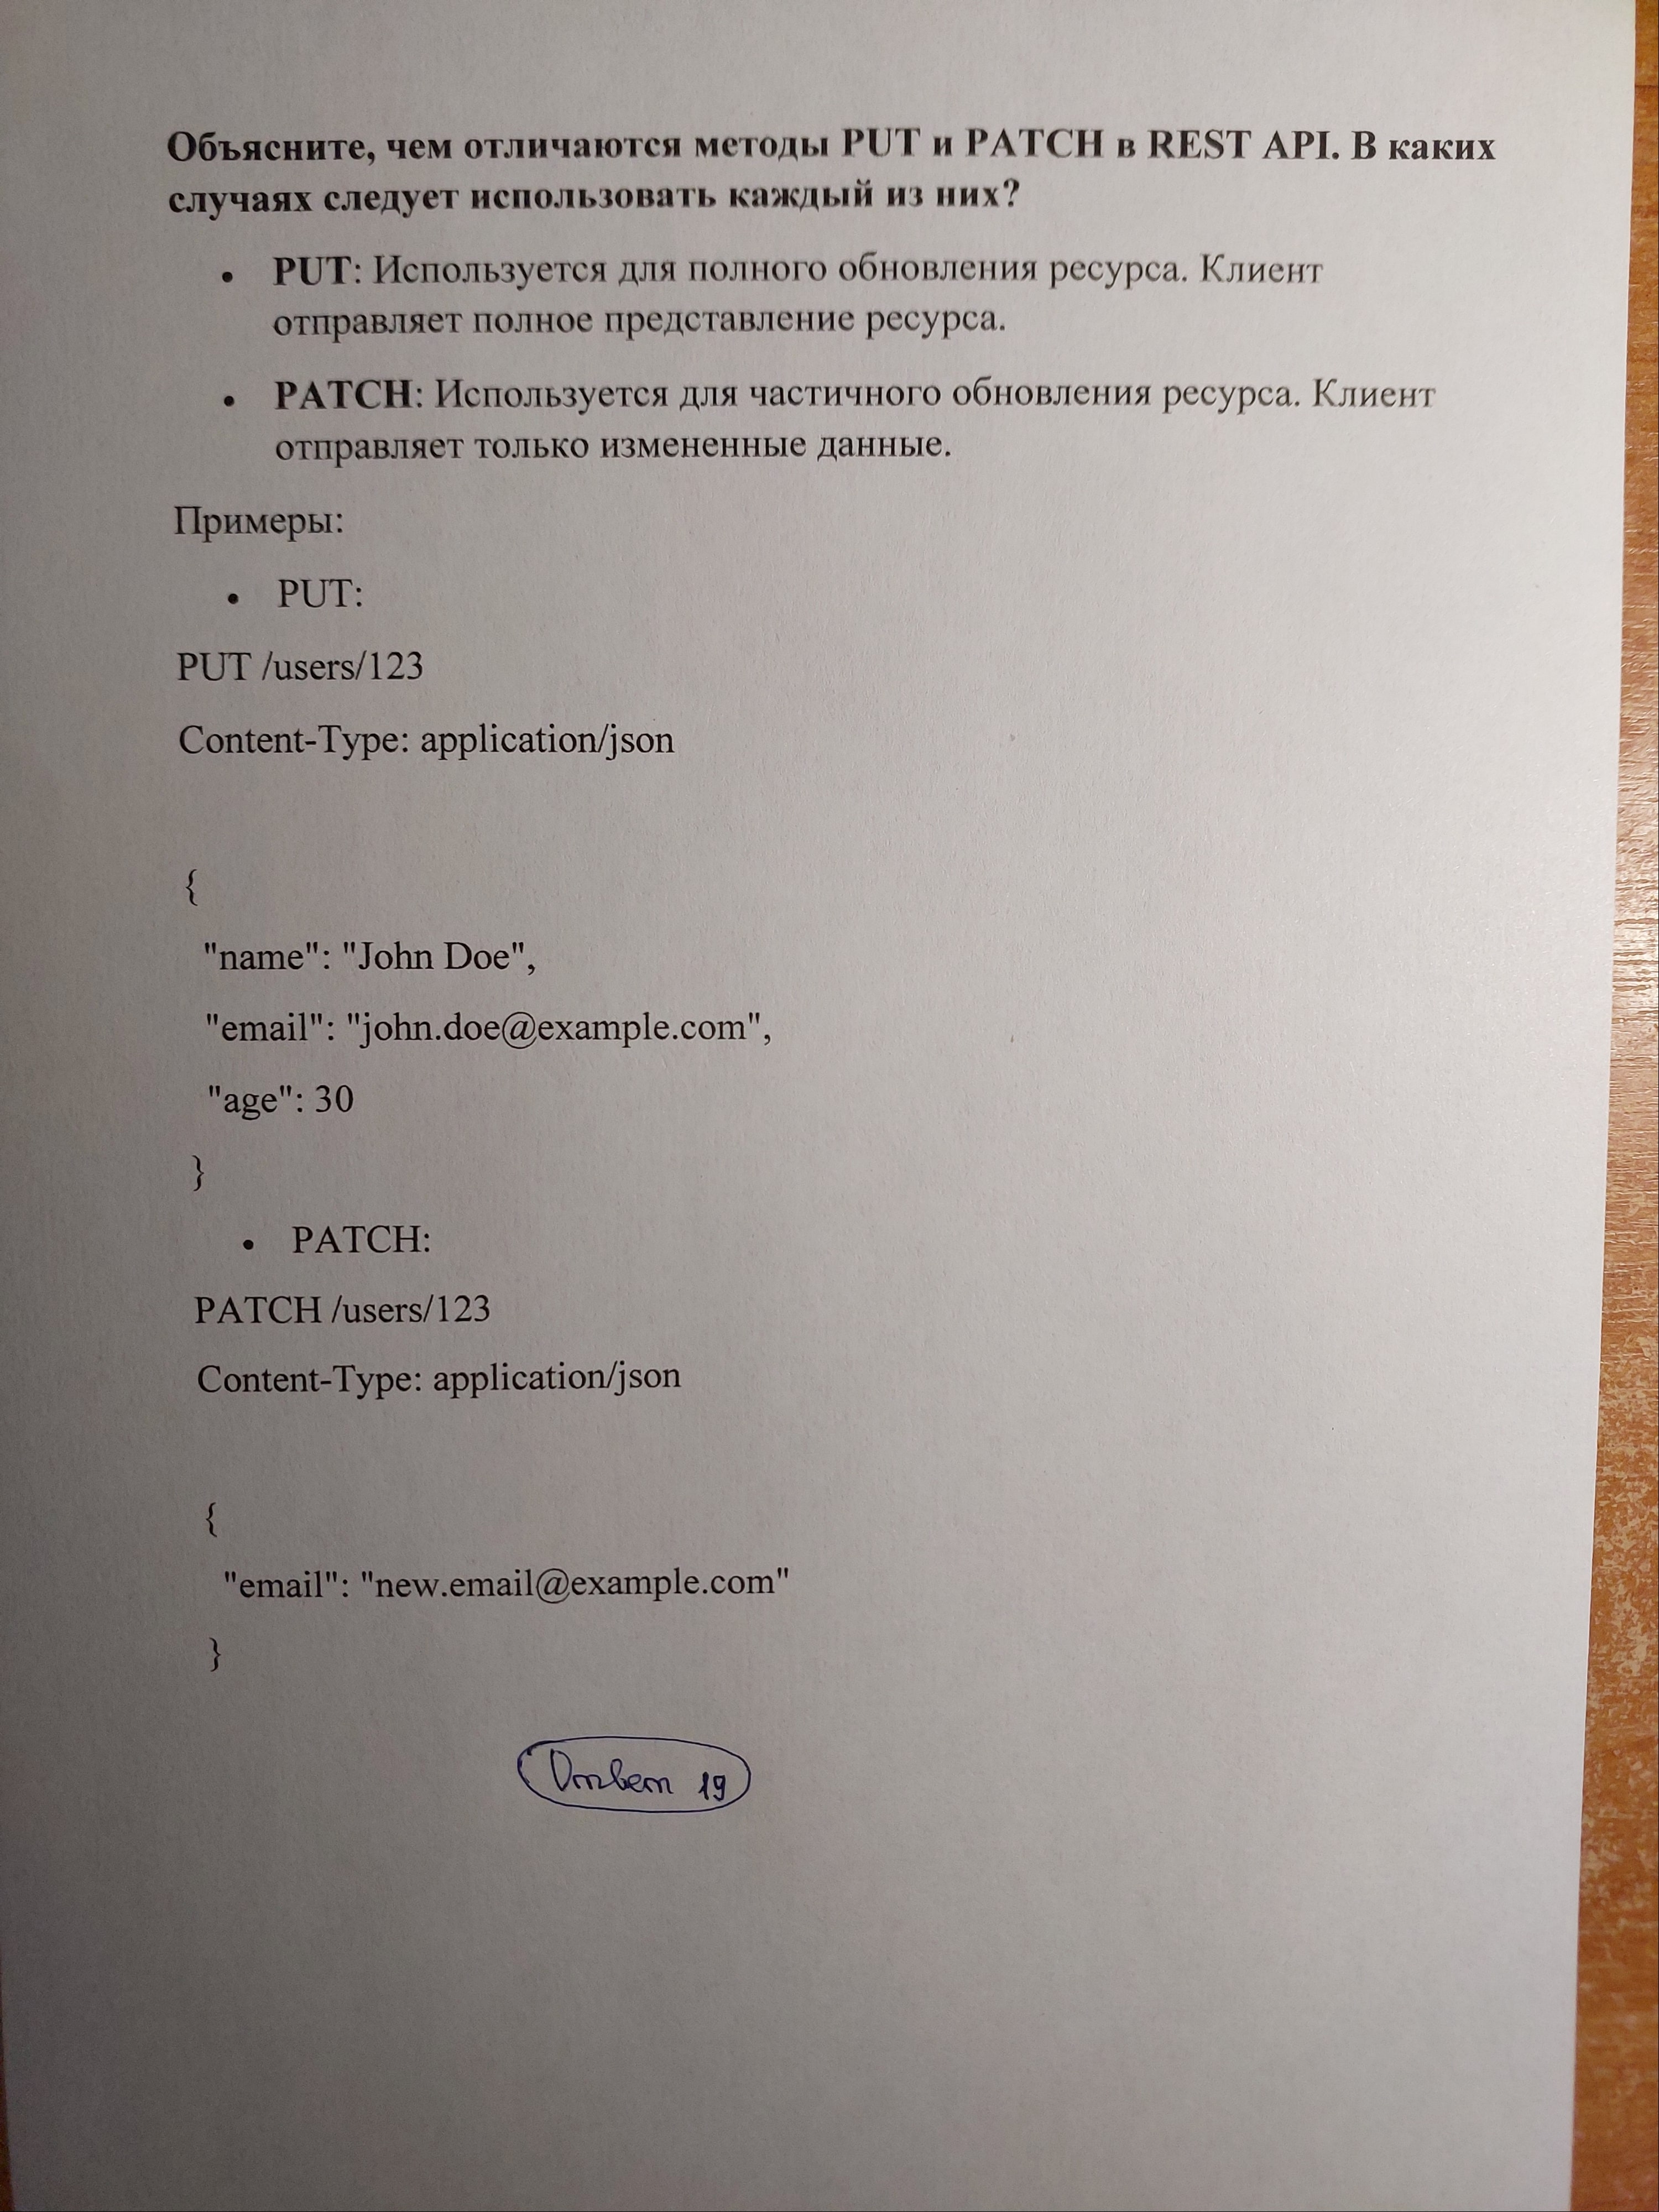 Объясните, чем отличаются методы PUT и PATCH в REST API. В каких
случаях следует использовать каждый из них?
• PUT: Используется для полного обновления ресурса. Клиент
отправляет полное представление ресурса.
• PATCH: Используется для частичного обновления ресурса. Клиент
отправляет только измененные данные.
Примеры:
• PUT:
PUT /users/123
Content-Type: application/json
{
"name": "John Doe",
"email": "john.doe@example.com",
"age": 30
}
• PATCH:
PATCH /users/123
Content-Type: application/json
{
"email": "new.email@example.com"
}
Ответ 19